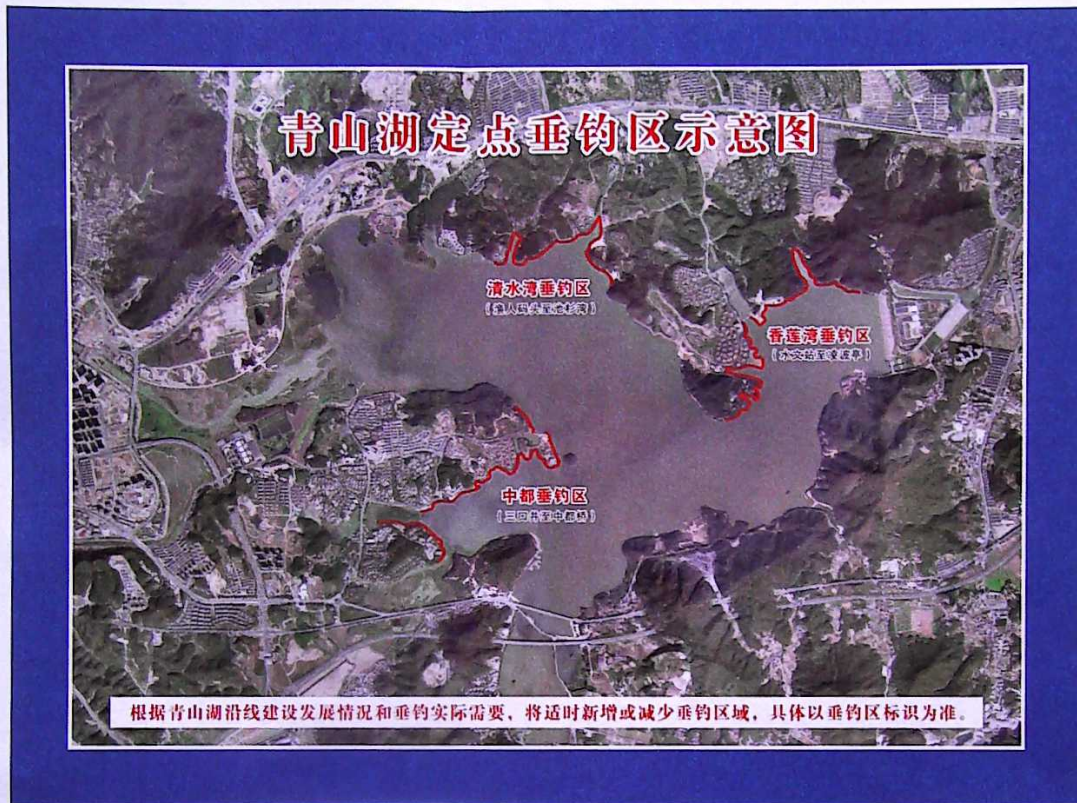 青山湖定点垂钓区示意图
清水湾垂钓区
(渔人码头至池杉湾)
香莲湾垂钓区
(水文站至凌波亭)
中都垂钓区
(三口井至中都桥)
根据青山湖沿线建设发展情况和垂钓实际需要，将适时新增或减少垂钓区域，具体以垂钓区标识为准。